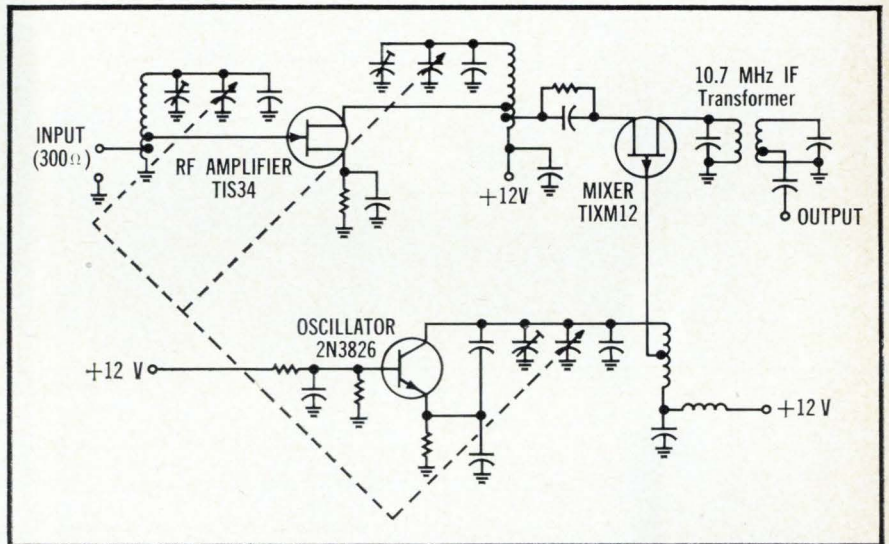 10.7 MHz IF
Transformer
INPUT
(300Ω)
RF AMPLIFIER
TIS34
+12V
MIXER
TIXM12
OUTPUT
OSCILLATOR
2N3826
+12 V
+12 V